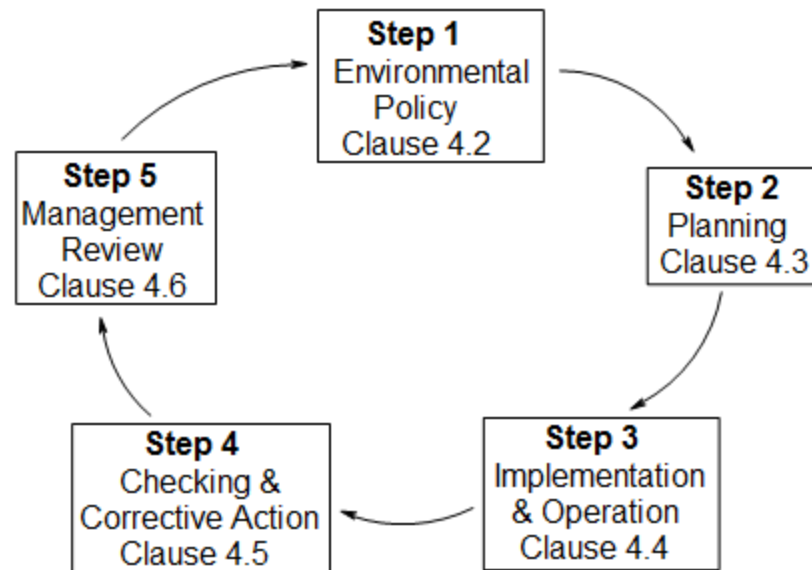 Step 1
Environmental
Policy
Clause 4.2
Step 2
Planning
Clause 4.3
Step 3
Implementation
& Operation
Clause 4.4
Step 4
Checking &
Corrective Action
Clause 4.5
Step 5
Management
Review
Clause 4.6